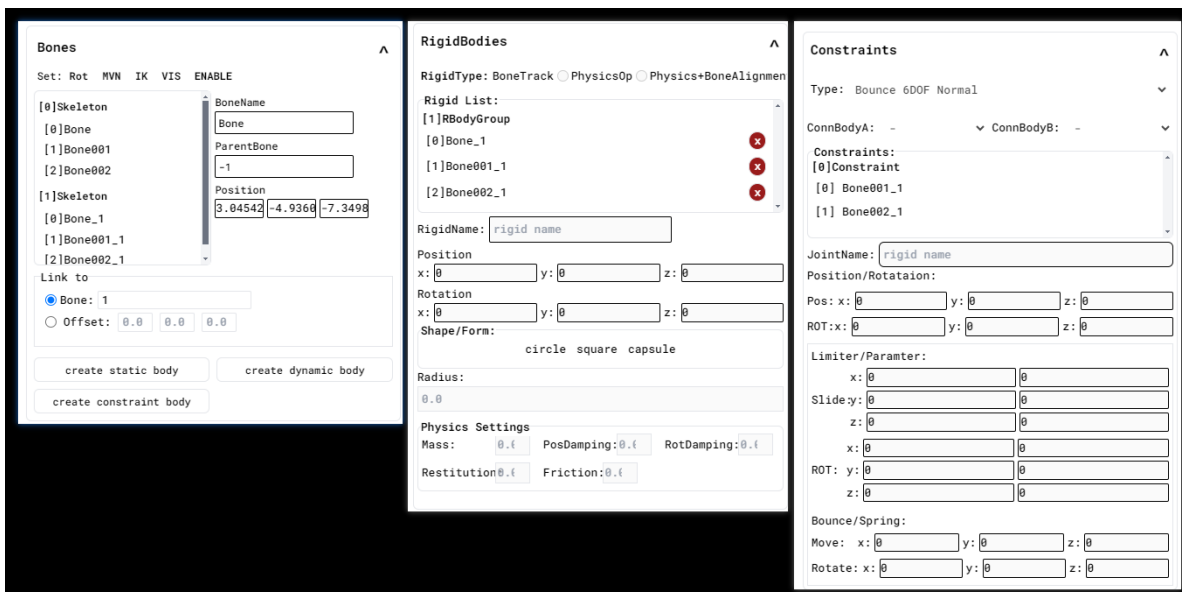 Bones
ʌ
Set: Rot MVN IK VIS ENABLE
[0]Skeleton
[0]Bone
[1]Bone001
[2]Bone002
[1]Skeleton
[0]Bone_1
[1]Bone001_1
[2]Bone002_1
BoneName
Bone
ParentBone
-1
Position
3.04542 -4.9360 -7.3498
Link to
Bone: 1
Offset: 0.0 0.0 0.0
create static body create dynamic body
create constraint body
RigidBodies
ʌ
RigidType: BoneTrack PhysicsOp Physics+BoneAlignmen
Rigid List:
[1]RBodyGroup
[0]Bone_1 x
[1]Bone001_1 x
[2]Bone002_1 x
RigidName: rigid name
Position
x: 0 y: 0 z: 0
Rotation
x: 0 y: 0 z: 0
Shape/Form:
circle square capsule
Radius:
0.0
Physics Settings
Mass: 0. PosDamping: 0. RotDamping: 0.
Restitution 0. Friction: 0.
Constraints
ʌ
Type: Bounce 6DOF Normal
ConnBodyA: - ConnBodyB: -
Constraints:
[0]Constraint
[0] Bone001_1
[1] Bone002_1
JointName: rigid name
Position/Rotataion:
Pos: x: 0 y: 0 z: 0
ROT:x: 0 y: 0 z: 0
Limiter/Paramter:
x: 0 0
Slide:y: 0 0
z: 0 0
x: 0 0
ROT: y: 0 0
z: 0 0
Bounce/Spring:
Move: x: 0 y: 0 z: 0
Rotate: x: 0 y: 0 z: 0